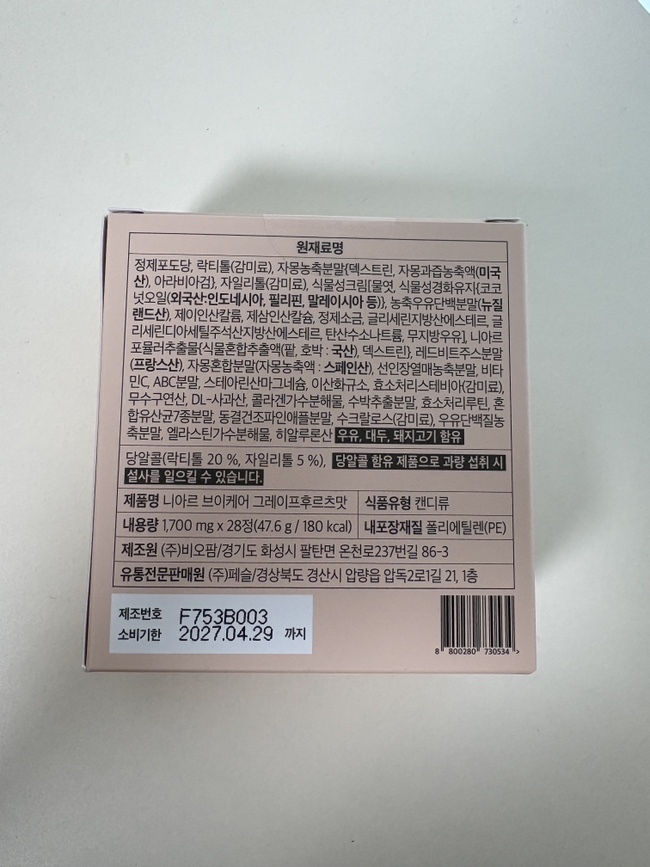 원재료명
정제포도당, 락티톨(감미료), 자몽농축분말{덱스트린, 자몽과즙농축액(미국
산), 아라비아검}, 자일리톨(감미료), 식물성크림[물엿, 식물성경화유지{코코
넛오일(외국산:인도네시아, 필리핀, 말레이시아 등)}, 농축우유단백분말(뉴질
랜드산), 제이인산칼륨, 제삼인산칼슘, 정제소금, 글리세린지방산에스테르, 글
리세린디아세틸주석산지방산에스테르, 탄산수소나트륨, 무지방우유], 니아르
포뮬러추출물{식물혼합추출액(팥, 호박 : 국산), 덱스트린}, 레드비트주스분말
(프랑스산), 자몽혼합분말(자몽농축액 : 스페인산), 선인장열매농축분말, 비타
민C, ABC분말, 스테아린산마그네슘, 이산화규소, 효소처리스테비아(감미료),
무수구연산, DL-사과산, 콜라겐가수분해물, 수박추출분말, 효소처리루틴, 혼
합유산균7종분말, 동결건조파인애플분말, 수크랄로스(감미료), 우유단백질농
축분말, 엘라스틴가수분해물, 히알루론산 우유, 대두, 돼지고기 함유
당알콜(락티톨 20 %, 자일리톨 5 %), 당알콜 함유 제품으로 과량 섭취 시
설사를 일으킬 수 있습니다.
제품명 니아르 브이케어 그레이프후르츠맛 식품유형 캔디류
내용량 1,700 mg x 28정(47.6 g / 180 kcal) 내포장재질 폴리에틸렌(PE)
제조원 (주)비오팜/경기도 화성시 팔탄면 온천로237번길 86-3
유통전문판매원 (주)페슬/경상북도 경산시 압량읍 압독2로1길 21, 1층
제조번호 F753B003
소비기한 2027.04.29 까지
8 800280 730534 >